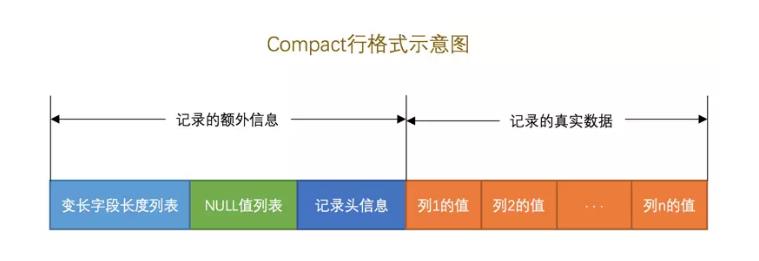 Compact行格式示意图
记录的额外信息
记录的真实数据
变长字段长度列表
NULL值列表
记录头信息
列1的值
列2的值
...
列n的值